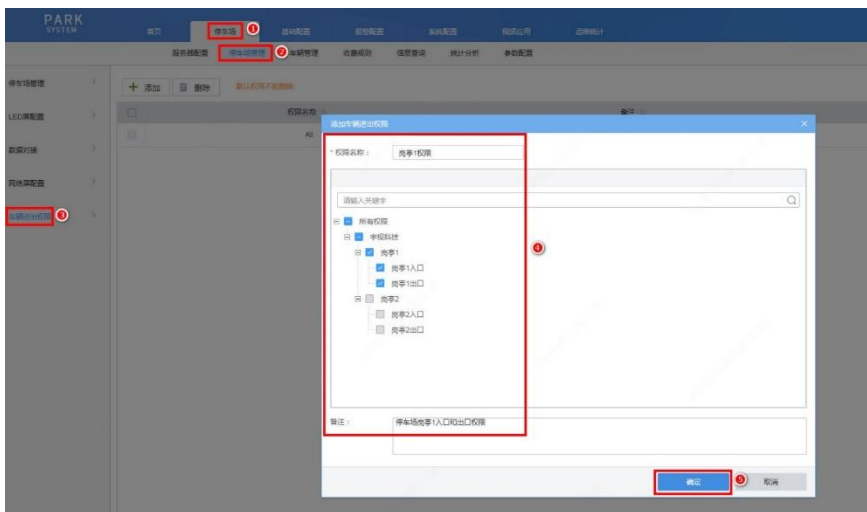 PARK
SYSTEM
首页 停车场 1 基础配置 报警配置 系统配置 视频应用 运维统计
服务器配置 停车场管理 2 车辆管理 收费规则 信息查询 统计分析 参数配置
停车场管理
LED屏配置
数据对接
网络屏配置
车辆进出权限 3
+ 添加 删除 默认权限不能删除
权限名称 备注
All
添加车辆进出权限 ×
* 权限名称： 岗亭1权限
请输入关键字
所有权限
宇视科技
岗亭1
岗亭1入口
岗亭1出口
岗亭2
岗亭2入口
岗亭2出口
4
备注： 停车场岗亭1入口和出口权限
确定 5 取消